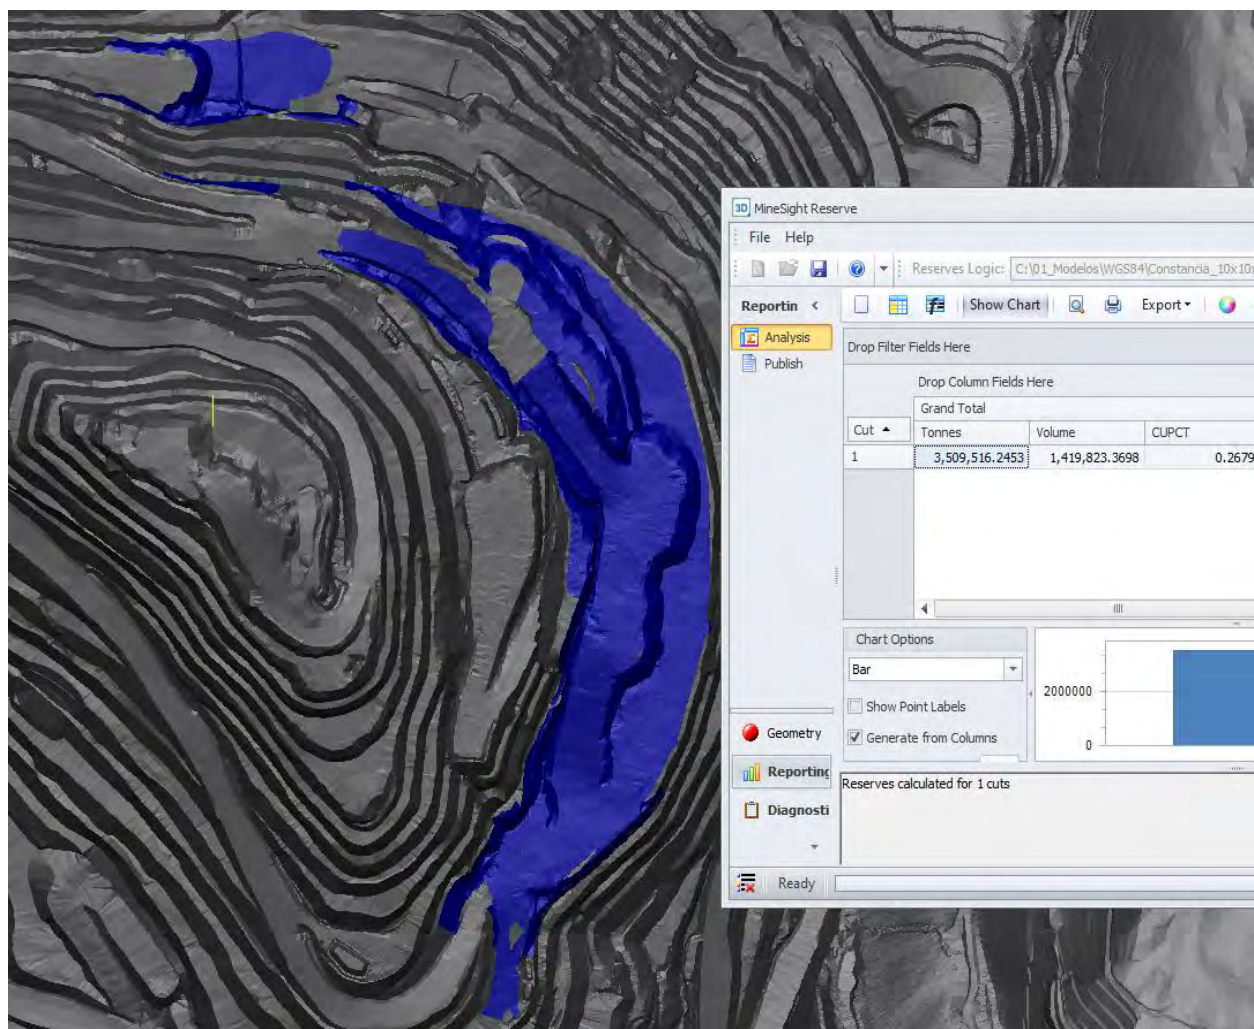 3D MineSight Reserve
File Help
Reserves Logic: C:\01_Modelos\WGS84\Constancia_10x10x
Reportin < Show Chart Export
Analysis
Publish
Drop Filter Fields Here
Drop Column Fields Here
Grand Total
Cut Tonnes Volume CUPCT
1 3,509,516.2453 1,419,823.3698 0.2679
Chart Options
Bar
Show Point Labels
Generate from Columns
2000000
0
Geometry
Reporting
Diagnosti
Reserves calculated for 1 cuts
Ready